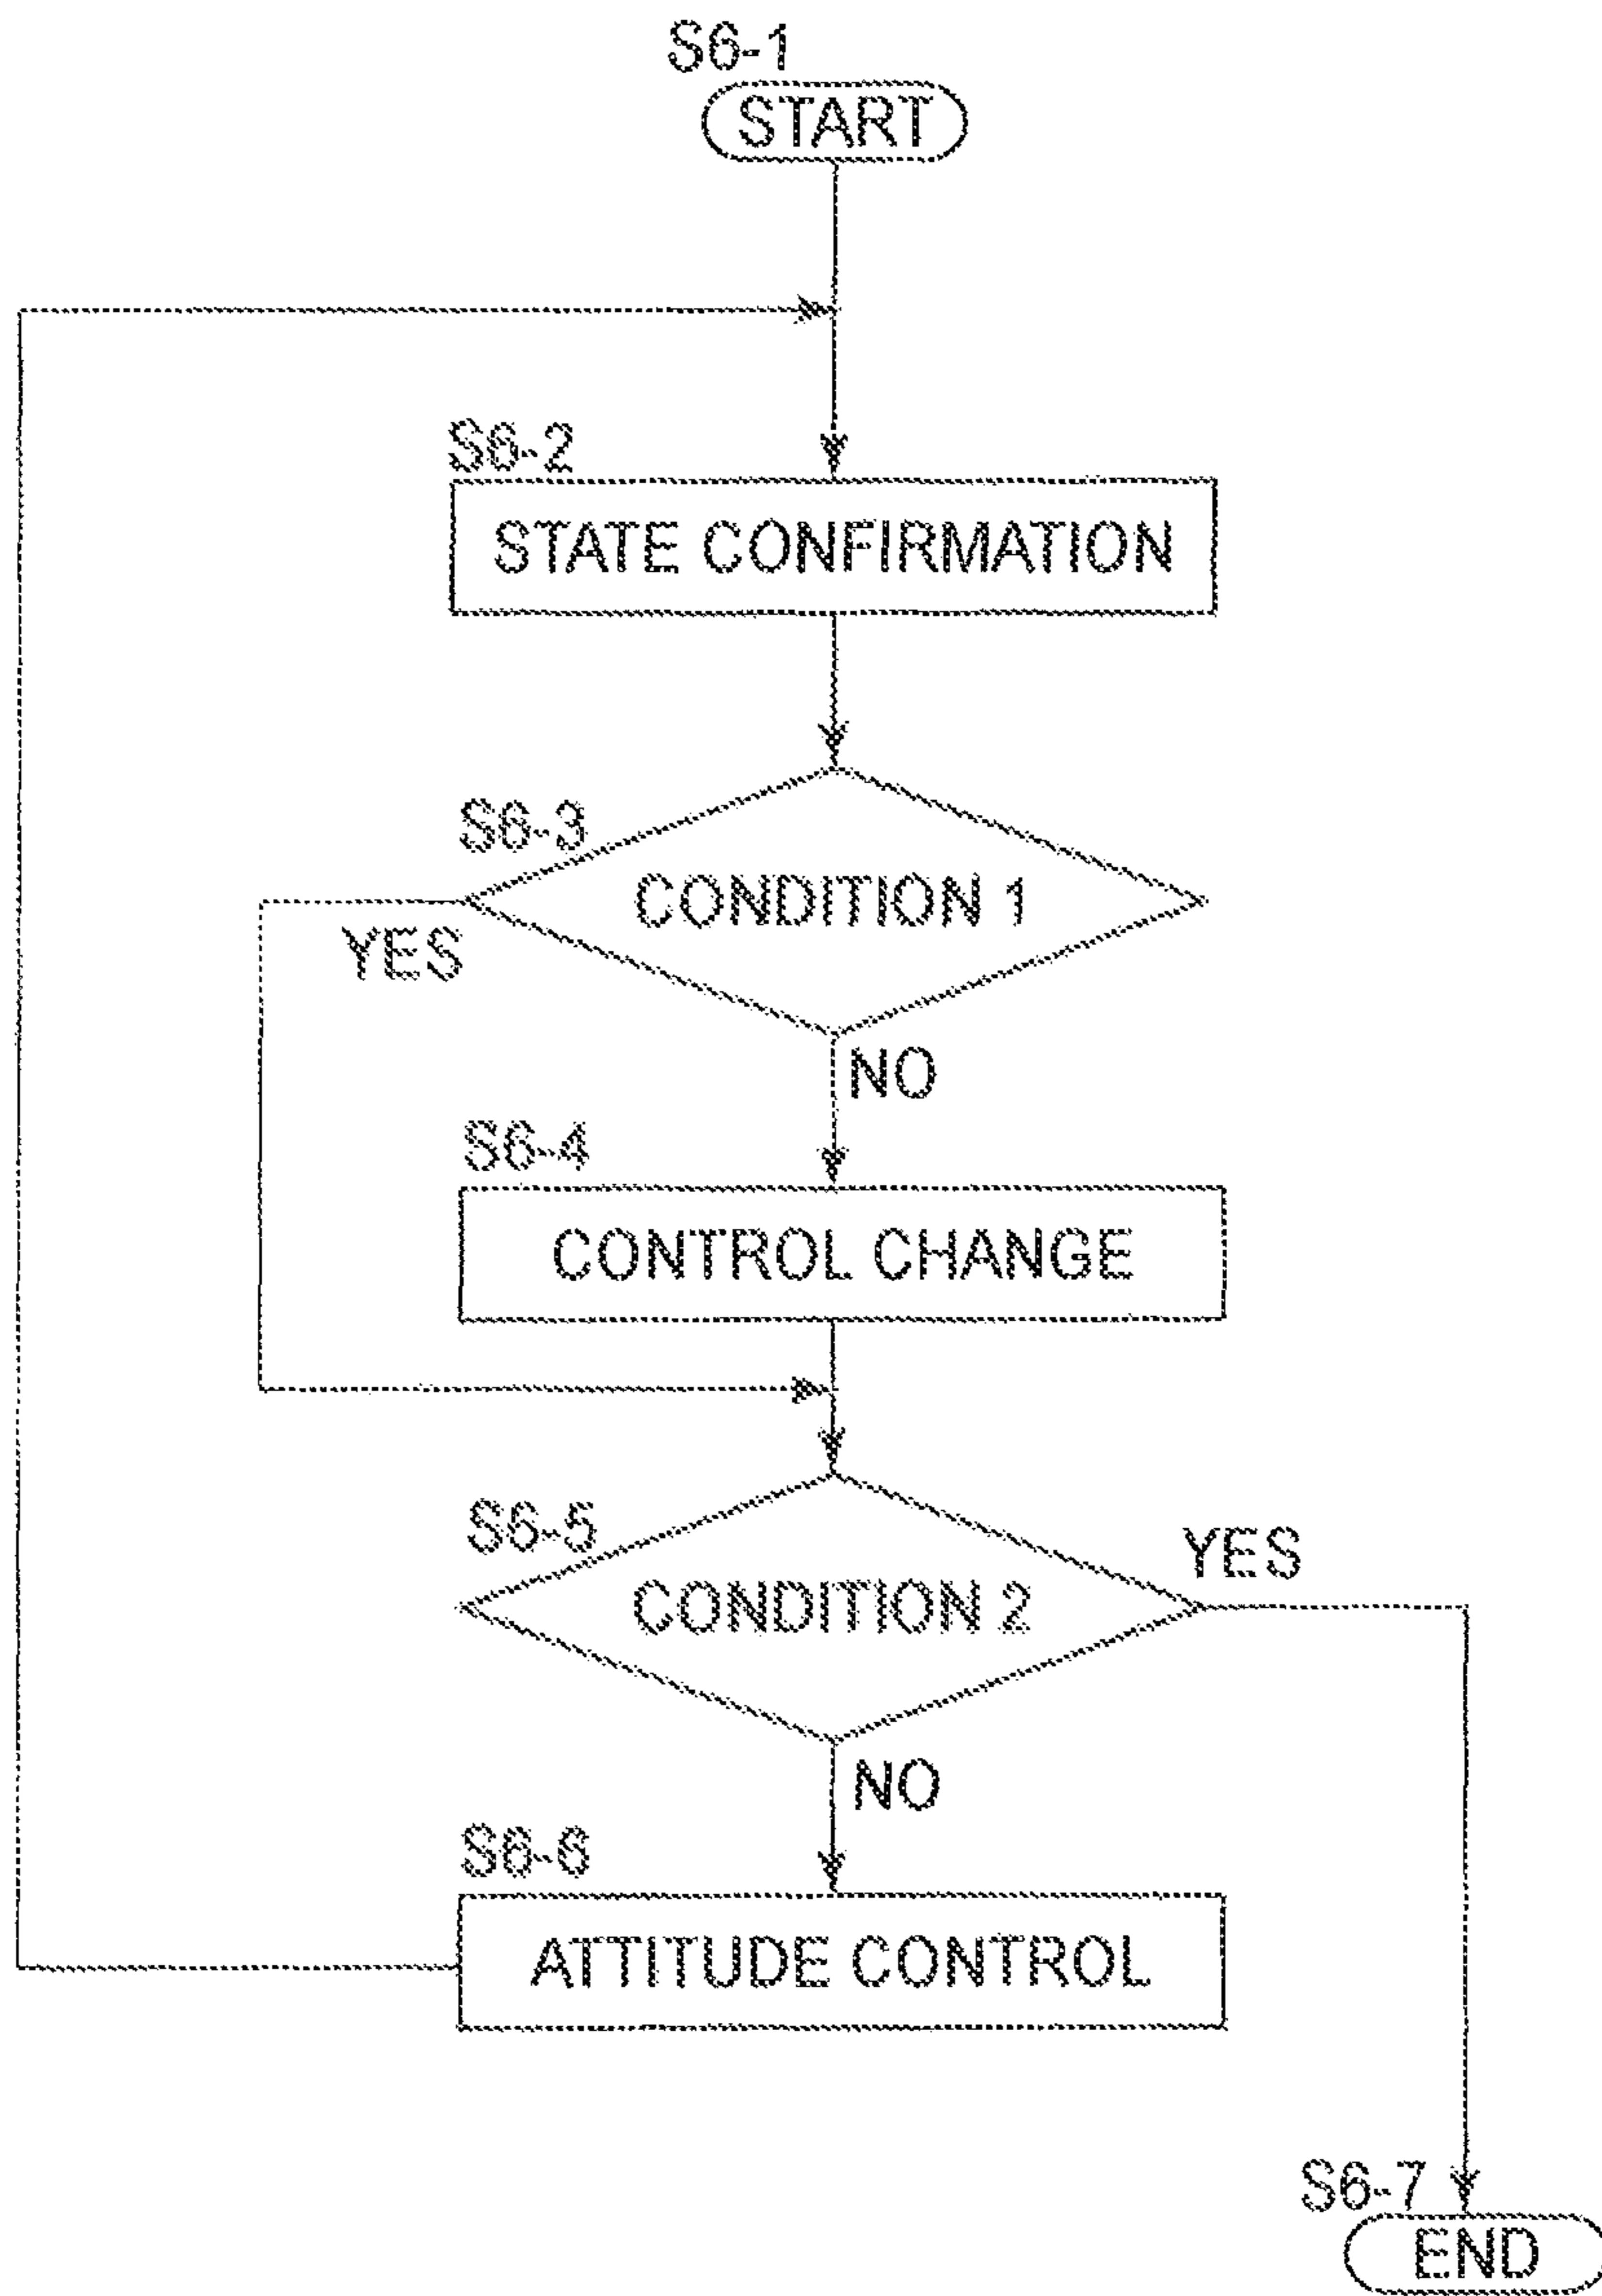 S6-1
START
S6-2
STATE CONFIRMATION
S6-3
CONDITION 1
YES
NO
S6-4
CONTROL CHANGE
S6-5
CONDITION 2
YES
NO
S6-6
ATTITUDE CONTROL
S6-7
END